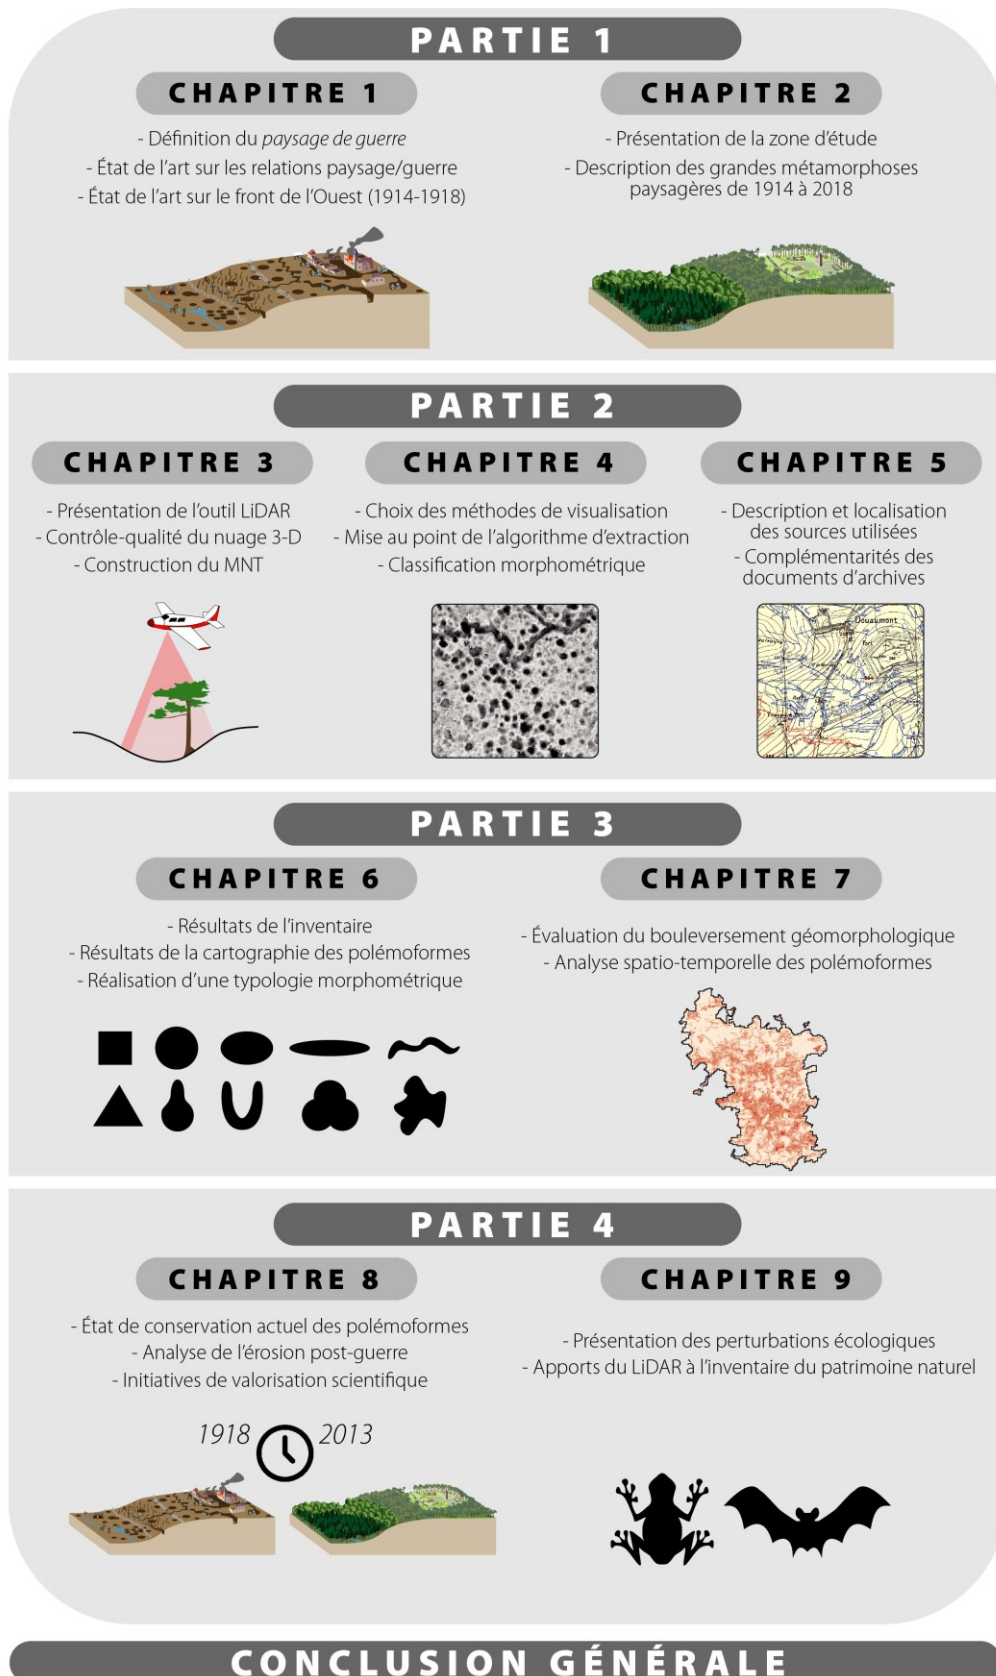 PARTIE 1
CHAPITRE 1
- Définition du paysage de guerre
- État de l'art sur les relations paysage/guerre
- État de l'art sur le front de l'Ouest (1914-1918)
CHAPITRE 2
- Présentation de la zone d'étude
- Description des grandes métamorphoses
paysagères de 1914 à 2018
PARTIE 2
CHAPITRE 3
- Présentation de l'outil LiDAR
- Contrôle-qualité du nuage 3-D
- Construction du MNT
CHAPITRE 4
- Choix des méthodes de visualisation
- Mise au point de l'algorithme d'extraction
- Classification morphométrique
CHAPITRE 5
- Description et localisation
des sources utilisées
- Complémentarités des
documents d'archives
Douaumont
PARTIE 3
CHAPITRE 6
- Résultats de l'inventaire
- Résultats de la cartographie des polémoformes
- Réalisation d'une typologie morphométrique
CHAPITRE 7
- Évaluation du bouleversement géomorphologique
- Analyse spatio-temporelle des polémoformes
PARTIE 4
CHAPITRE 8
- État de conservation actuel des polémoformes
- Analyse de l'érosion post-guerre
- Initiatives de valorisation scientifique
1918 2013
CHAPITRE 9
- Présentation des perturbations écologiques
- Apports du LiDAR à l'inventaire du patrimoine naturel
CONCLUSION GÉNÉRALE